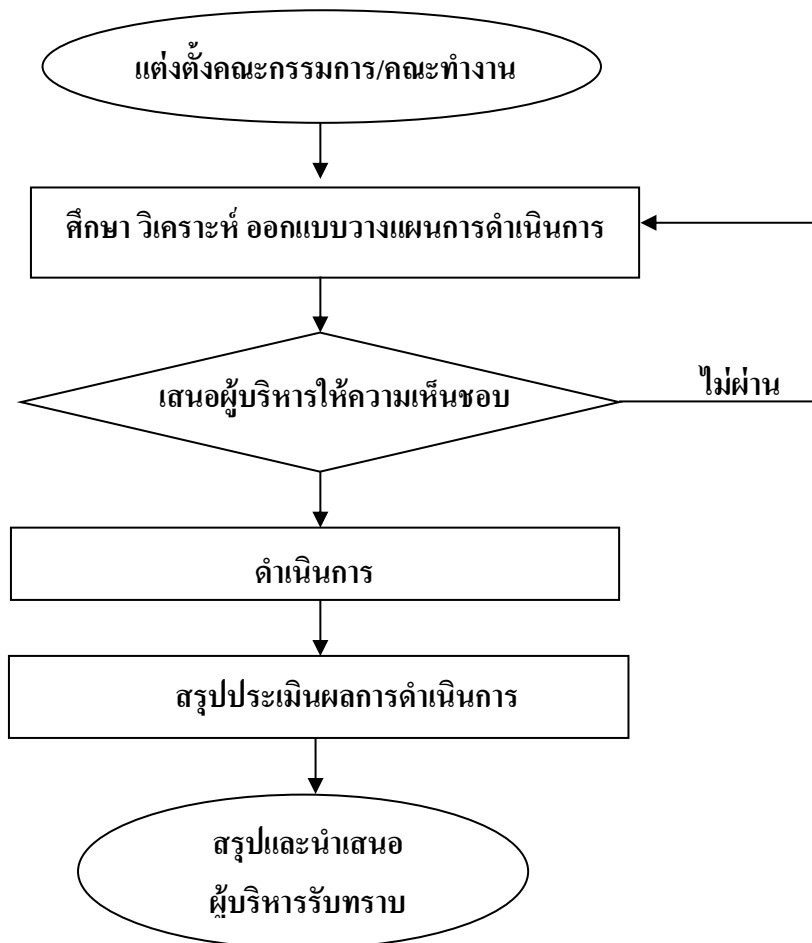 แต่งตั้งคณะกรรมการ/คณะทำงาน
ศึกษา วิเคราะห์ ออกแบบวางแผนการดำเนินการ
เสนอผู้บริหารให้ความเห็นชอบ
ไม่ผ่าน
ดำเนินการ
สรุปประเมินผลการดำเนินการ
สรุปและนำเสนอ
ผู้บริหารรับทราบ